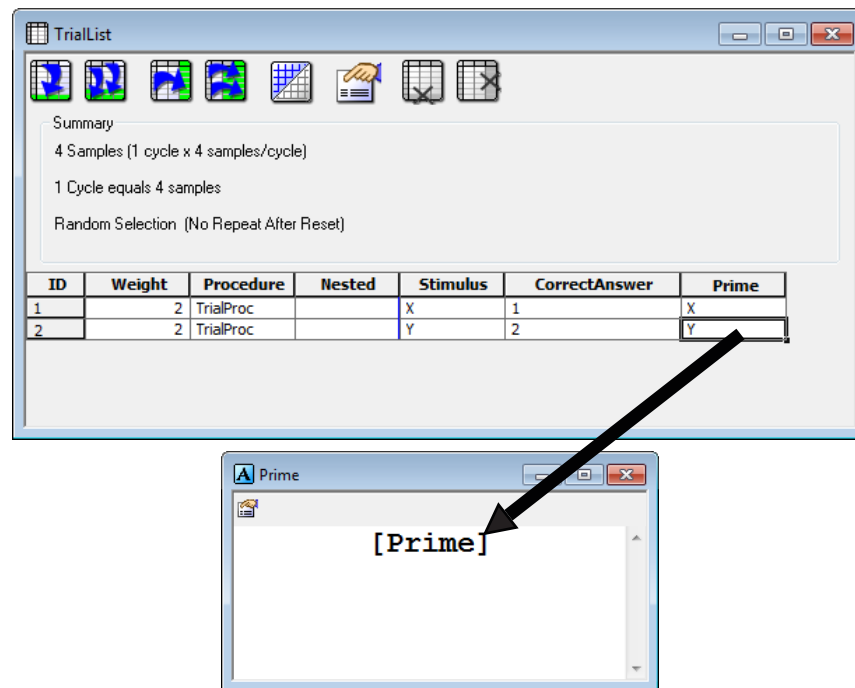 TrialList
Summary
4 Samples (1 cycle x 4 samples/cycle)
1 Cycle equals 4 samples
Random Selection (No Repeat After Reset)
ID Weight Procedure Nested Stimulus CorrectAnswer Prime
1 2 TrialProc X 1 X
2 2 TrialProc Y 2 Y
A Prime
[Prime]